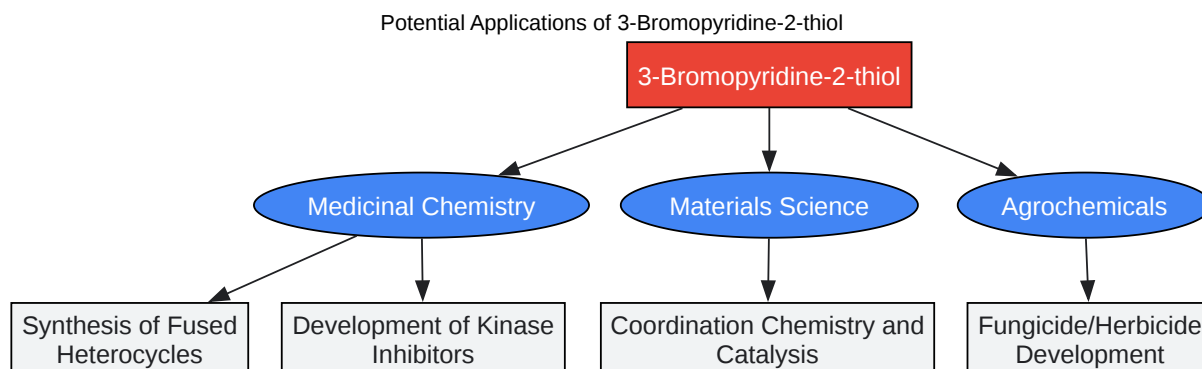 Potential Applications of 3-Bromopyridine-2-thiol
3-Bromopyridine-2-thiol
Medicinal Chemistry
Materials Science
Agrochemicals
Synthesis of Fused
Heterocycles
Development of Kinase
Inhibitors
Coordination Chemistry and
Catalysis
Fungicide/Herbicide
Development